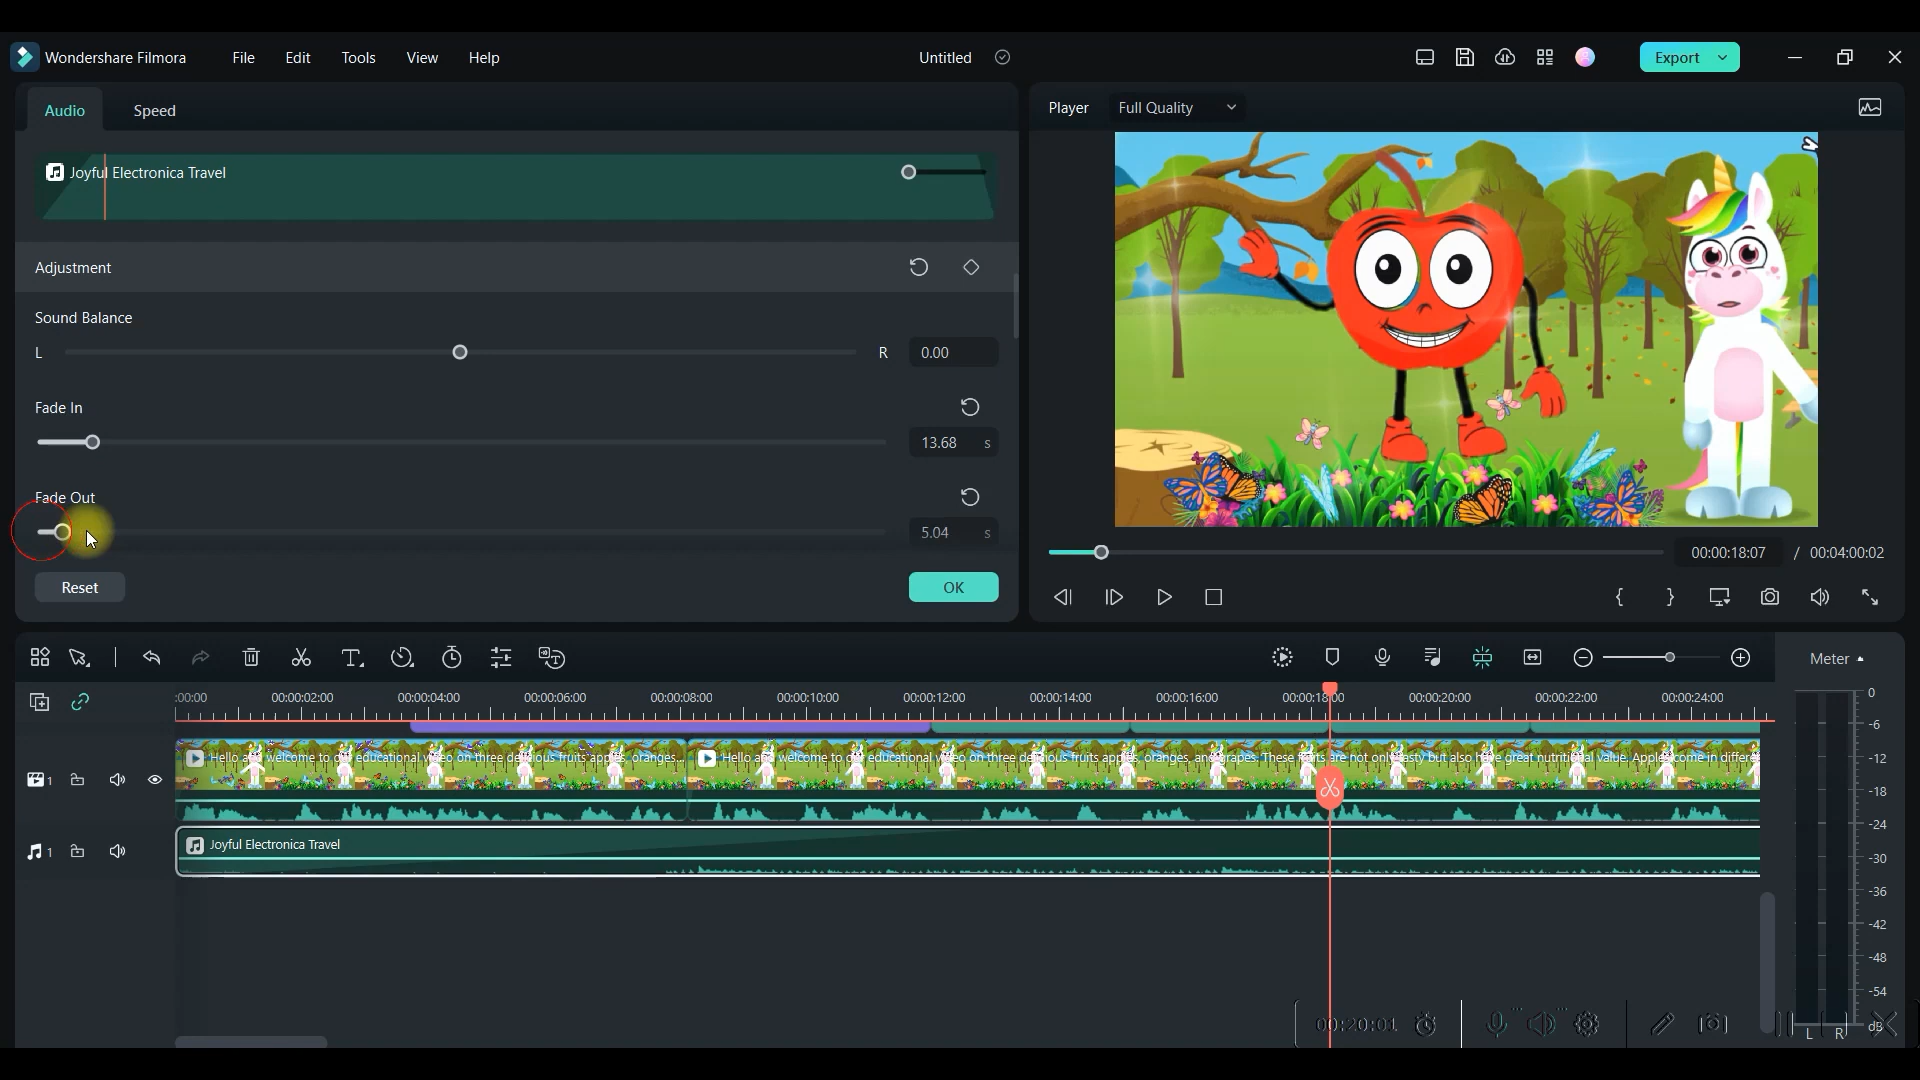 Wondershare Filmora
File
Edit
Tools
View
Help
Untitled
Export
Audio
Speed
Joyful Electronica Travel
Adjustment
Sound Balance
L
R
0.00
Fade In
13.68 s
Fade Out
5.04 s
Reset
OK
Player
Full Quality
00:00:18:07 / 00:04:00:02
Meter
:00:00
00:00:02:00
00:00:04:00
00:00:06:00
00:00:08:00
00:00:10:00
00:00:12:00
00:00:14:00
00:00:16:00
00:00:18:00
00:00:20:00
00:00:22:00
00:00:24:00
1
Hello and welcome to our educational video on three delicious fruits apples, oranges...
Hello and welcome to our educational video on three delicious fruits apples, oranges, and grapes. These fruits are not only tasty but also have great nutritional value. Apples come in differe
1
Joyful Electronica Travel
0
-6
-12
-18
-24
-30
-36
-42
-48
-54
dB
L
R
00:20:01